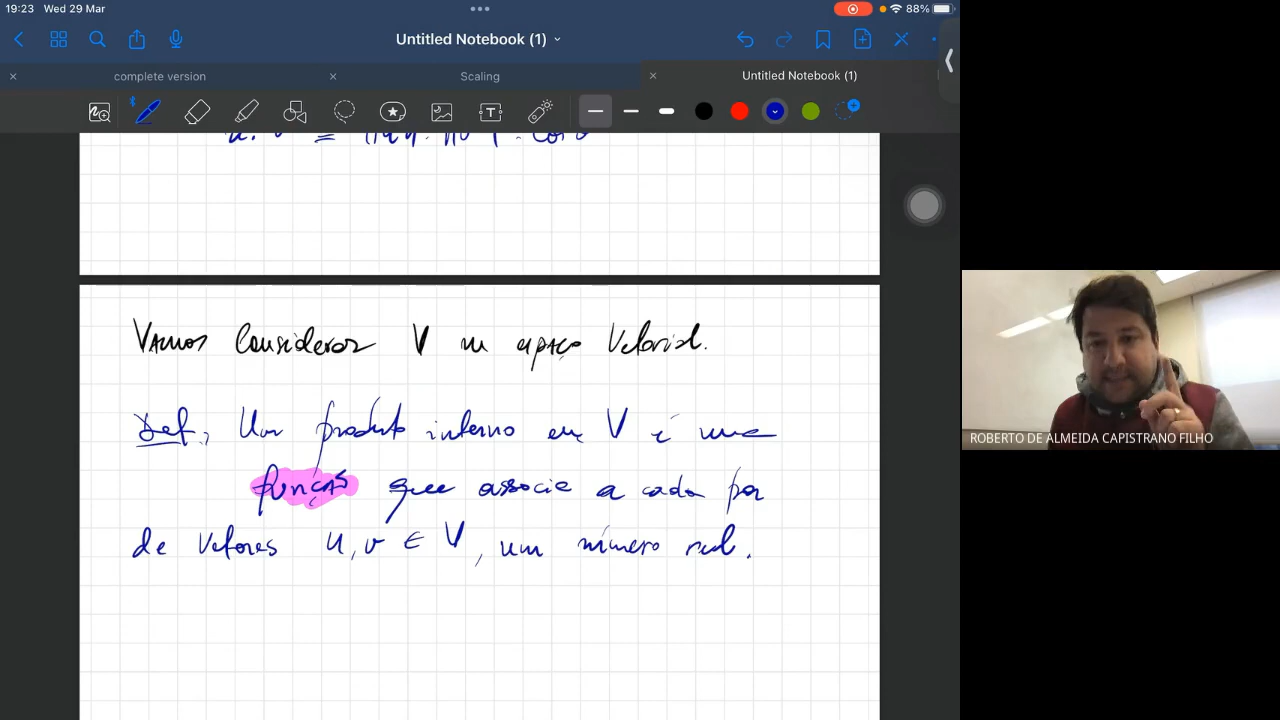 19:23 Wed 29 Mar
88%
Untitled Notebook (1)
complete version
Scaling
Untitled Notebook (1)
Vamos Considerar V um espaço Vetorial.
Def: Um produto interno em V é uma
função que associa a cada par
de vetores u, v ∈ V, um número real.
ROBERTO DE ALMEIDA CAPISTRANO FILHO